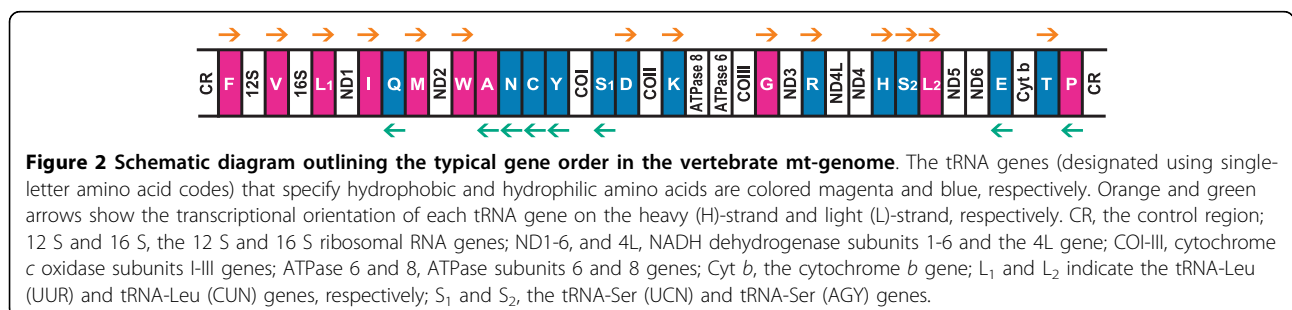 CR F 12S V 16S L1 ND1 I Q M ND2 W A N C Y COI S1 D COII K ATPase 8 ATPase 6 COIII G ND3 R ND4L ND4 H S2 L2 ND5 ND6 E Cyt b T P CR
Figure 2 Schematic diagram outlining the typical gene order in the vertebrate mt-genome. The tRNA genes (designated using single-
letter amino acid codes) that specify hydrophobic and hydrophilic amino acids are colored magenta and blue, respectively. Orange and green
arrows show the transcriptional orientation of each tRNA gene on the heavy (H)-strand and light (L)-strand, respectively. CR, the control region;
12 S and 16 S, the 12 S and 16 S ribosomal RNA genes; ND1-6, and 4L, NADH dehydrogenase subunits 1-6 and the 4L gene; COI-III, cytochrome
c oxidase subunits I-III genes; ATPase 6 and 8, ATPase subunits 6 and 8 genes; Cyt b, the cytochrome b gene; L1 and L2 indicate the tRNA-Leu
(UUR) and tRNA-Leu (CUN) genes, respectively; S1 and S2, the tRNA-Ser (UCN) and tRNA-Ser (AGY) genes.